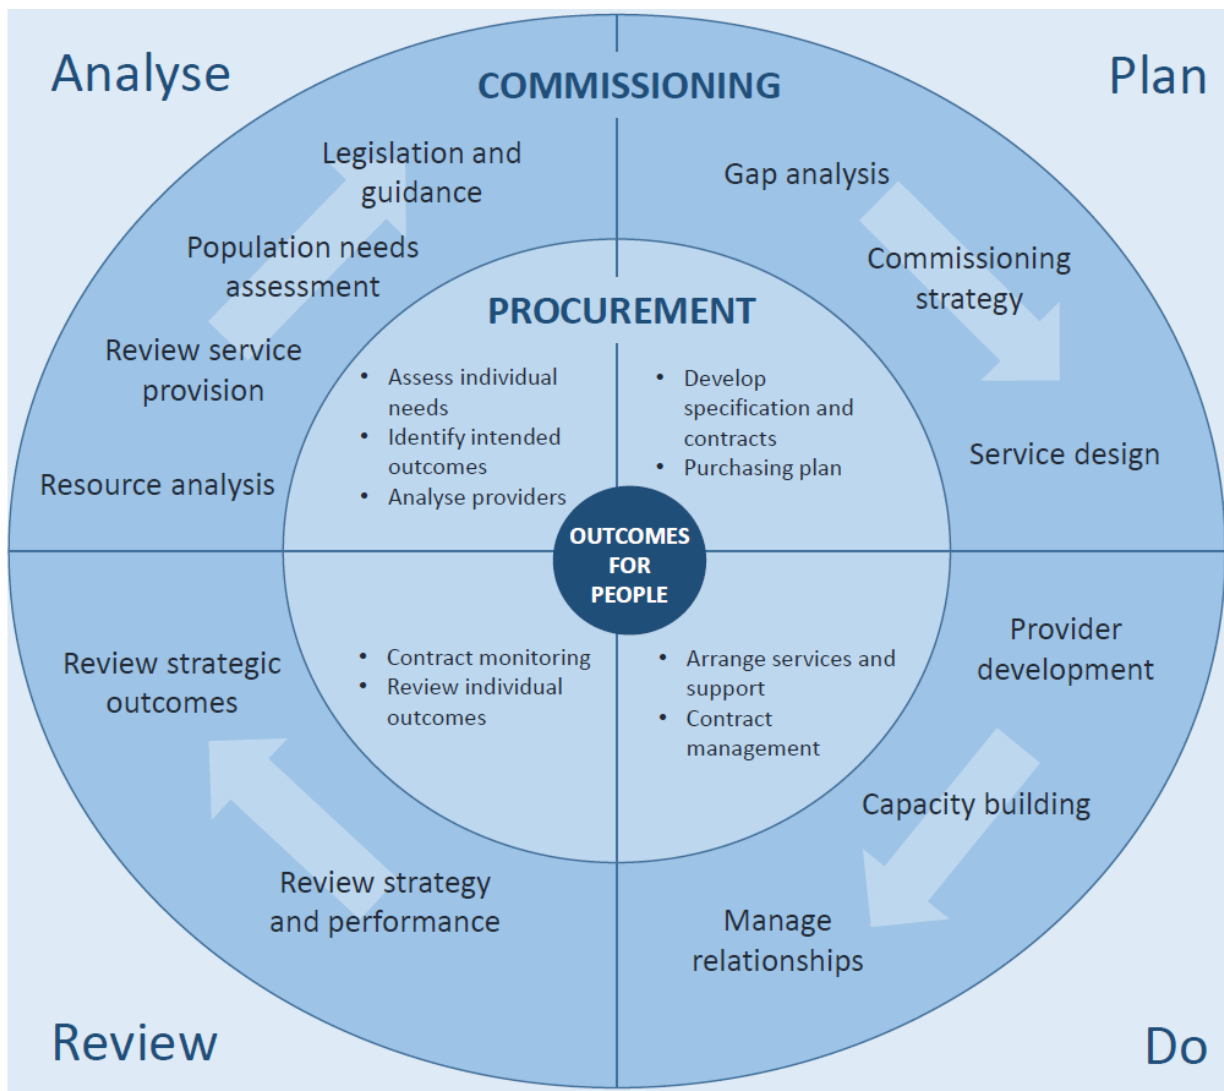 Analyse
Plan
COMMISSIONING
Legislation and
guidance
Population needs
assessment
Review service
provision
Resource analysis
Gap analysis
Commissioning
strategy
Service design
PROCUREMENT
• Assess individual
needs
• Identify intended
outcomes
• Analyse providers
• Develop
specification and
contracts
• Purchasing plan
OUTCOMES
FOR
PEOPLE
Review strategic
outcomes
• Contract monitoring
• Review individual
outcomes
• Arrange services and
support
• Contract
management
Provider
development
Capacity building
Manage
relationships
Review strategy
and performance
Review
Do